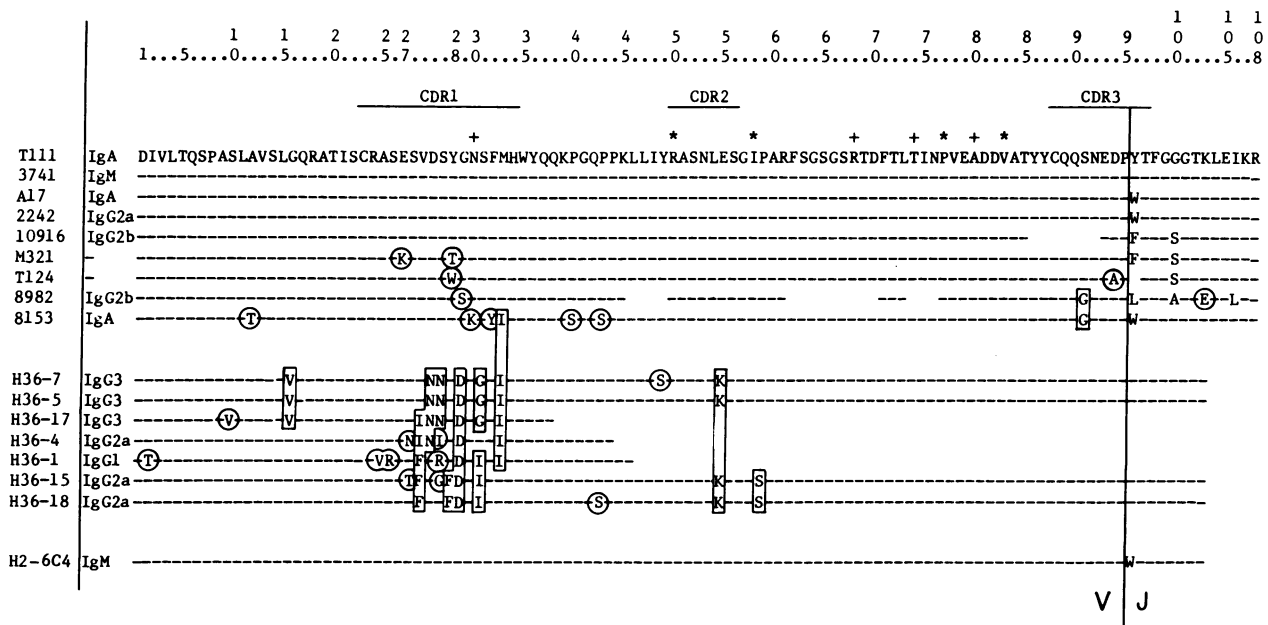 1 1 1
1 1 2 2 2 2 3 3 4 4 5 5 6 6 7 7 8 8 9 9 0 0 0
1...5....0....5....0....5.7....8.0....5....0....5....0....5....0....5....0....5....0....5....0....5....0....5..8
CDR1 CDR2 CDR3
+ * * + + * + *
T111 IgA DIVLTQSPASLAVSLGQRATISCRASESVDSYGNSFMHWYQQKPGQPPKLLIYRASNLESGIPARFSGSGSRTDFTLTINPVEADDVATYYCQQSNEDPYTFGGGTKLEIKR
3741 IgM
A17 IgA W
2242 IgG2a W
10916 IgG2b F S
M321 - K T F S
T124 - W A S
8982 IgG2b S G L A E L
8153 IgA T K Y I S S G W
H36-7 IgG3 V NN D G I S K
H36-5 IgG3 V NN D G I K
H36-17 IgG3 V V INN D G I
H36-4 IgG2a NINI D I
H36-1 IgG1 T VR F R D I I
H36-15 IgG2a TF GFD I K S
H36-18 IgG2a F FD I S K S
H2-6C4 IgM W
V J